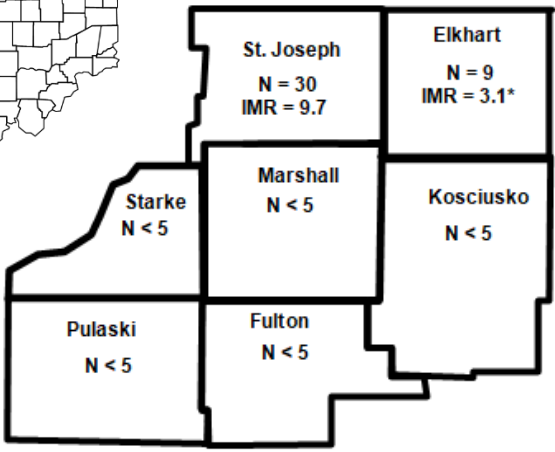 St. Joseph
N = 30
IMR = 9.7
Elkhart
N = 9
IMR = 3.1*
Starke
N < 5
Marshall
N < 5
Kosciusko
N < 5
Pulaski
N < 5
Fulton
N < 5